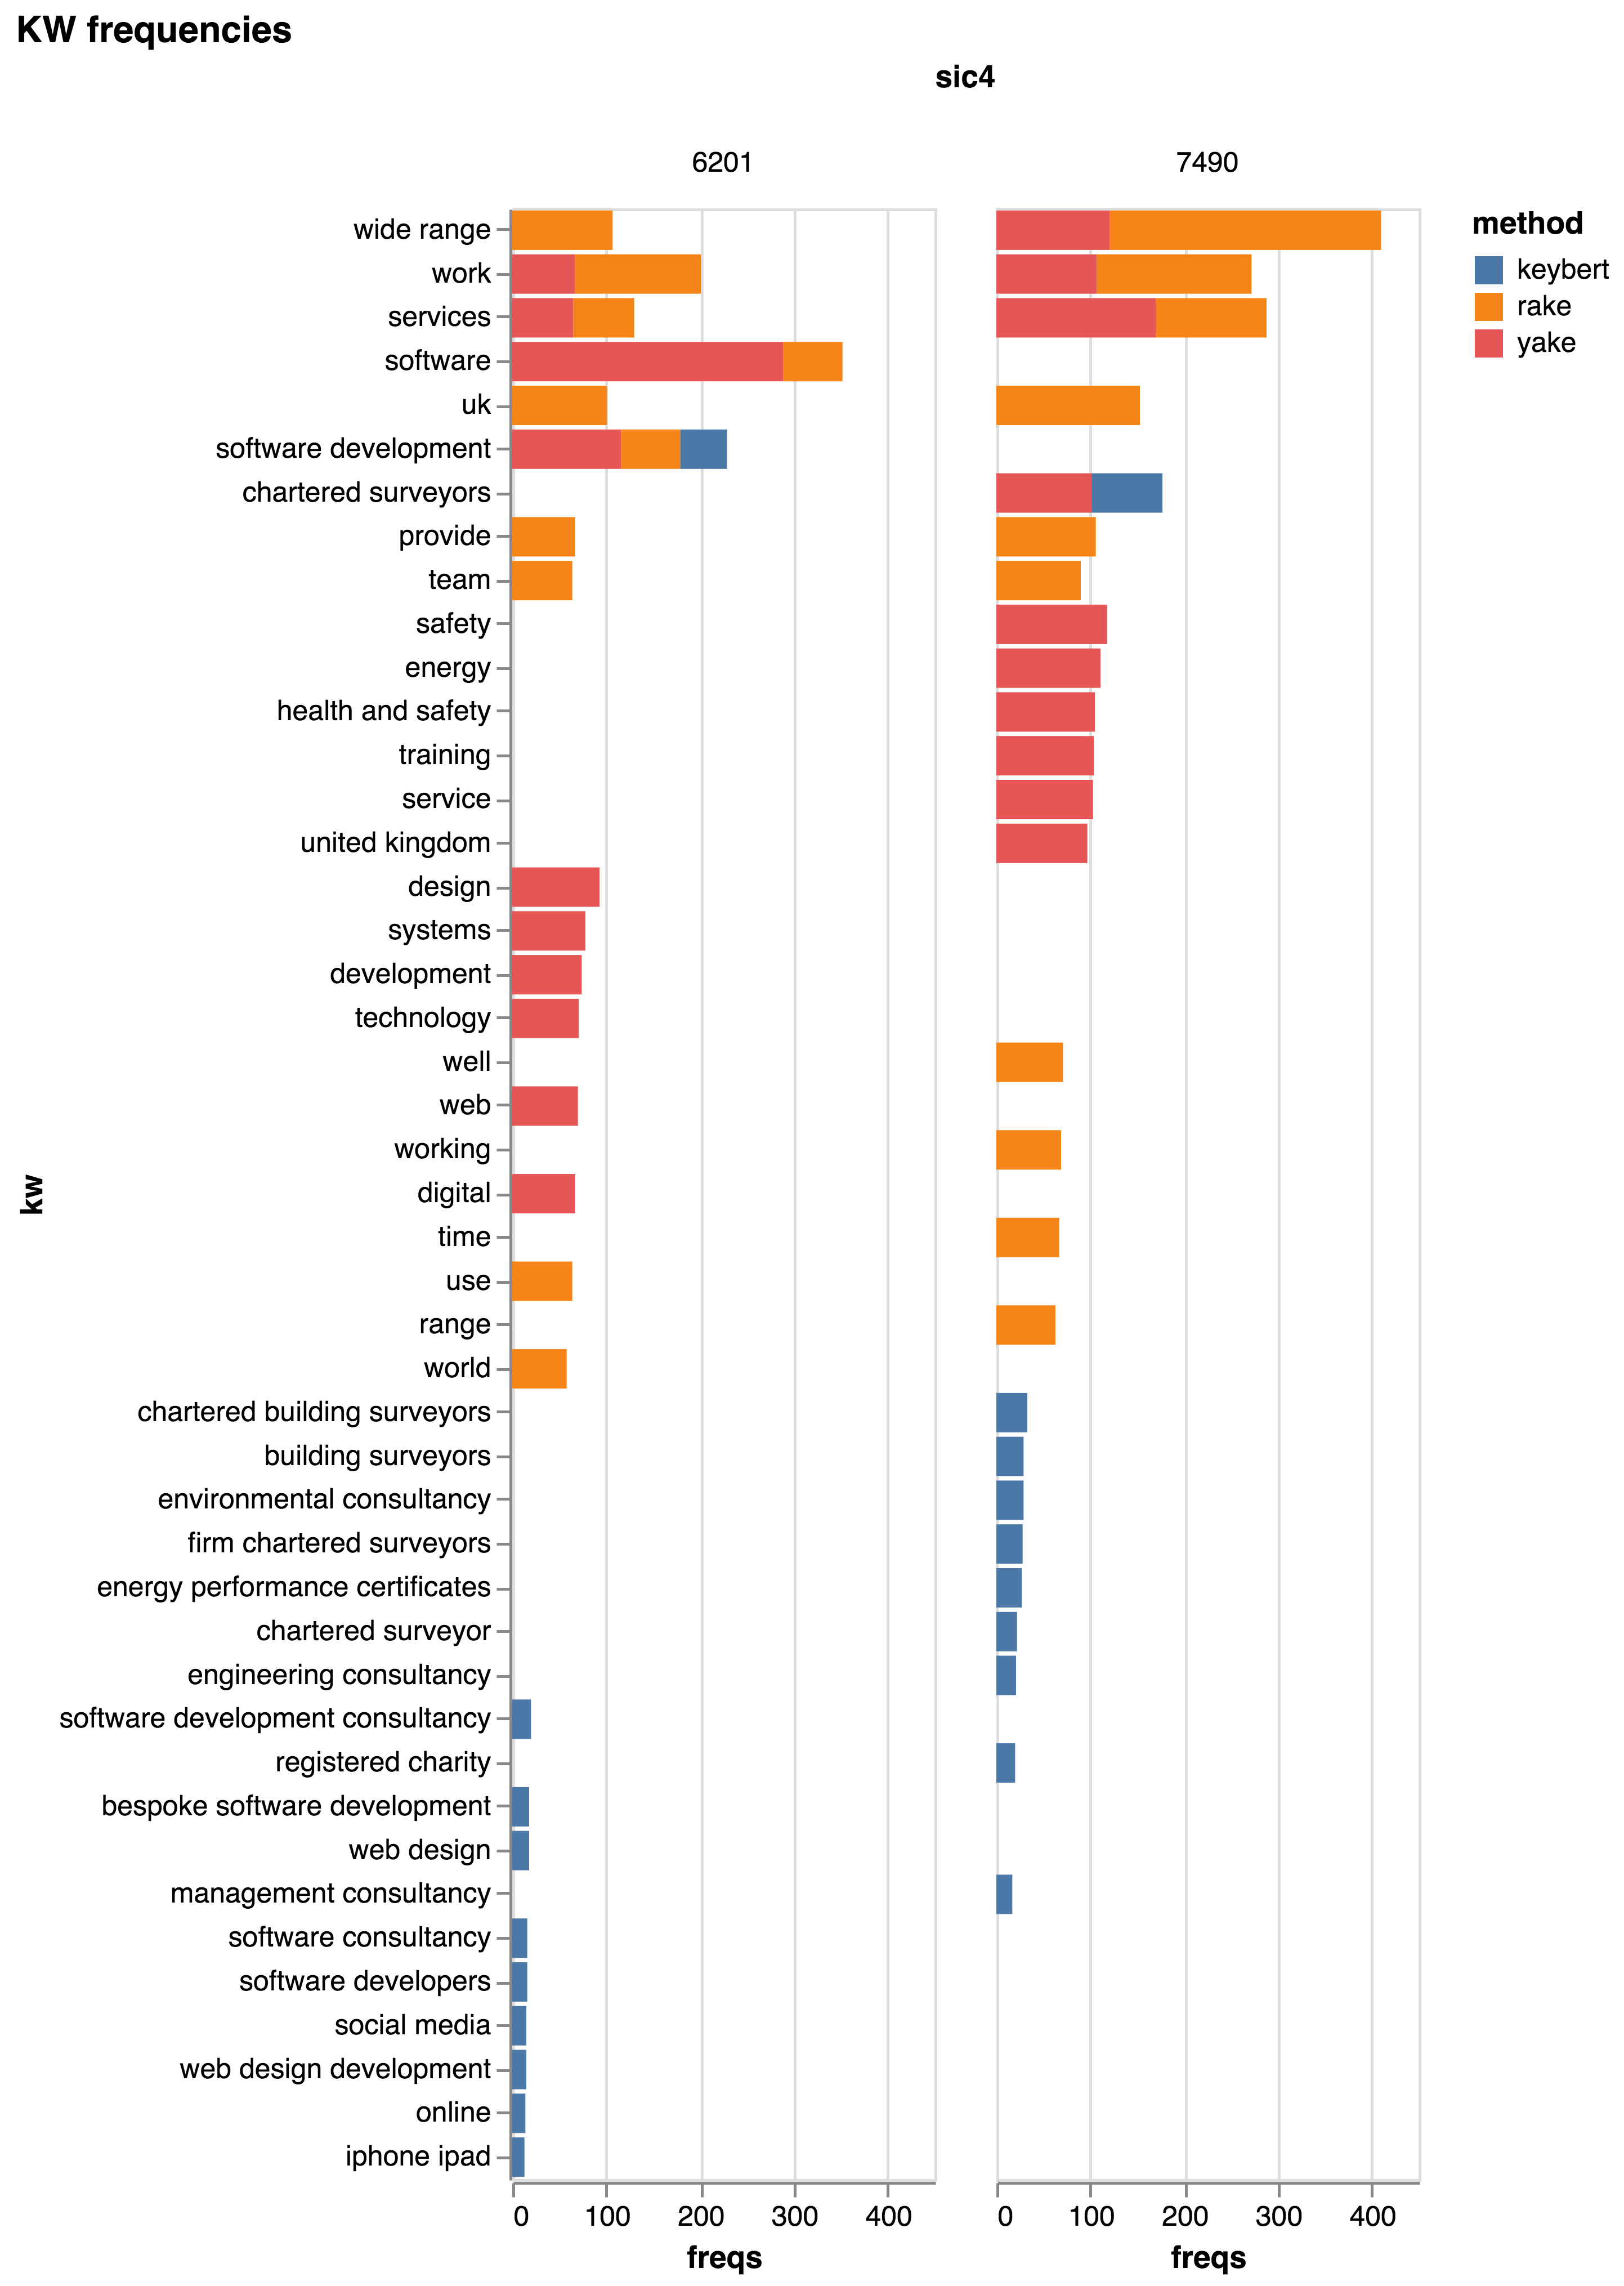 KW frequencies
sic4
6201 7490
method
keybert
rake
yake
kw
wide range
work
services
software
uk
software development
chartered surveyors
provide
team
safety
energy
health and safety
training
service
united kingdom
design
systems
development
technology
well
web
working
digital
time
use
range
world
chartered building surveyors
building surveyors
environmental consultancy
firm chartered surveyors
energy performance certificates
chartered surveyor
engineering consultancy
software development consultancy
registered charity
bespoke software development
web design
management consultancy
software consultancy
software developers
social media
web design development
online
iphone ipad
0 100 200 300 400 0 100 200 300 400
freqs freqs